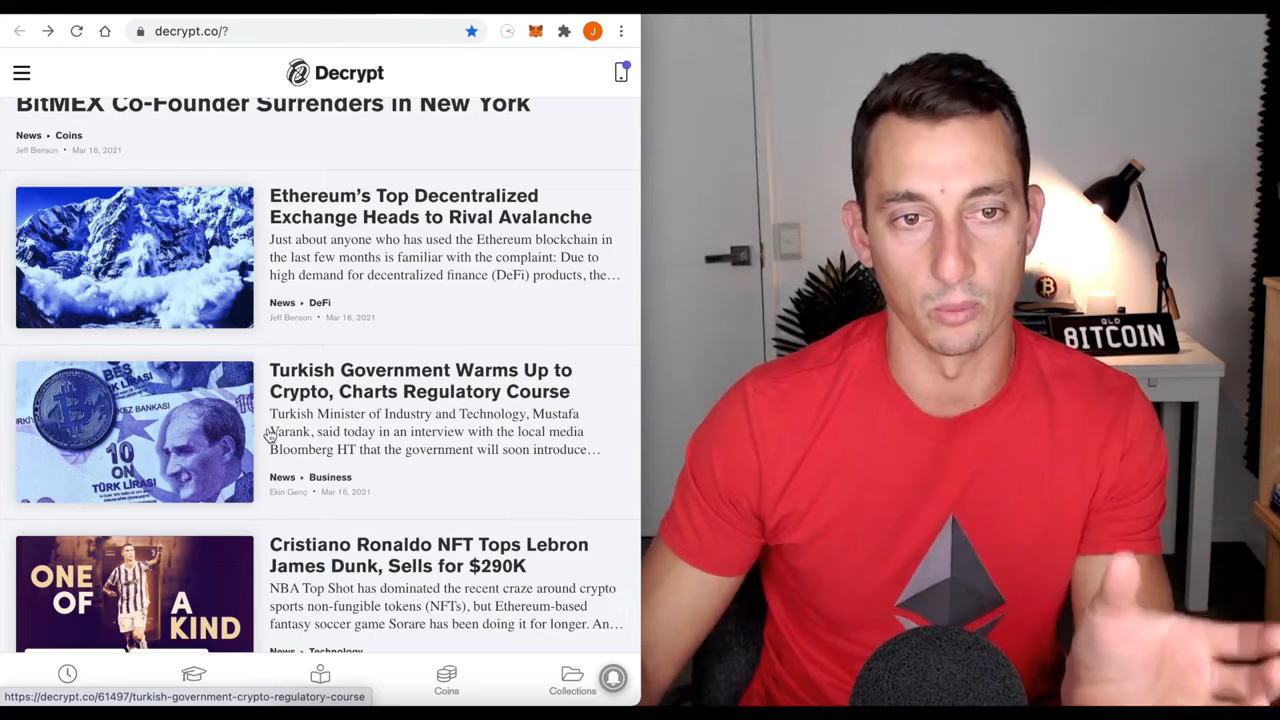 decrypt.co/?
J
Decrypt
BitMEX Co-Founder Surrenders in New York
News ▸ Coins
Jeff Benson • Mar 16, 2021
Ethereum’s Top Decentralized
Exchange Heads to Rival Avalanche
Just about anyone who has used the Ethereum blockchain in
the last few months is familiar with the complaint: Due to
high demand for decentralized finance (DeFi) products, the…
News ▸ DeFi
Jeff Benson • Mar 16, 2021
BEŞ
KEZ BANKASI
10
ON
TÜRK LİRASI
Turkish Government Warms Up to
Crypto, Charts Regulatory Course
Turkish Minister of Industry and Technology, Mustafa
Varank, said today in an interview with the local media
Bloomberg HT that the government will soon introduce…
News ▸ Business
Ekin Genç • Mar 16, 2021
ONE
OF
A
KIND
Cristiano Ronaldo NFT Tops Lebron
James Dunk, Sells for $290K
NBA Top Shot has dominated the recent craze around crypto
sports non-fungible tokens (NFTs), but Ethereum-based
fantasy soccer game Sorare has been doing it for longer. An…
News ▸ Technology
Coins
Collections
https://decrypt.co/61497/turkish-government-crypto-regulatory-course
QLD
BITCOIN